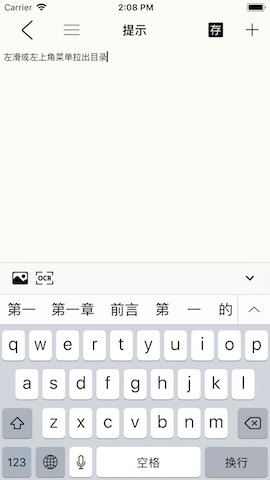 Carrier 2:08 PM
提示 存
左滑或左上角菜单拉出目录
OCR
第一 第一章 前言 第 一 的
q w e r t y u i o p
a s d f g h j k l
z x c v b n m
123 空格 换行